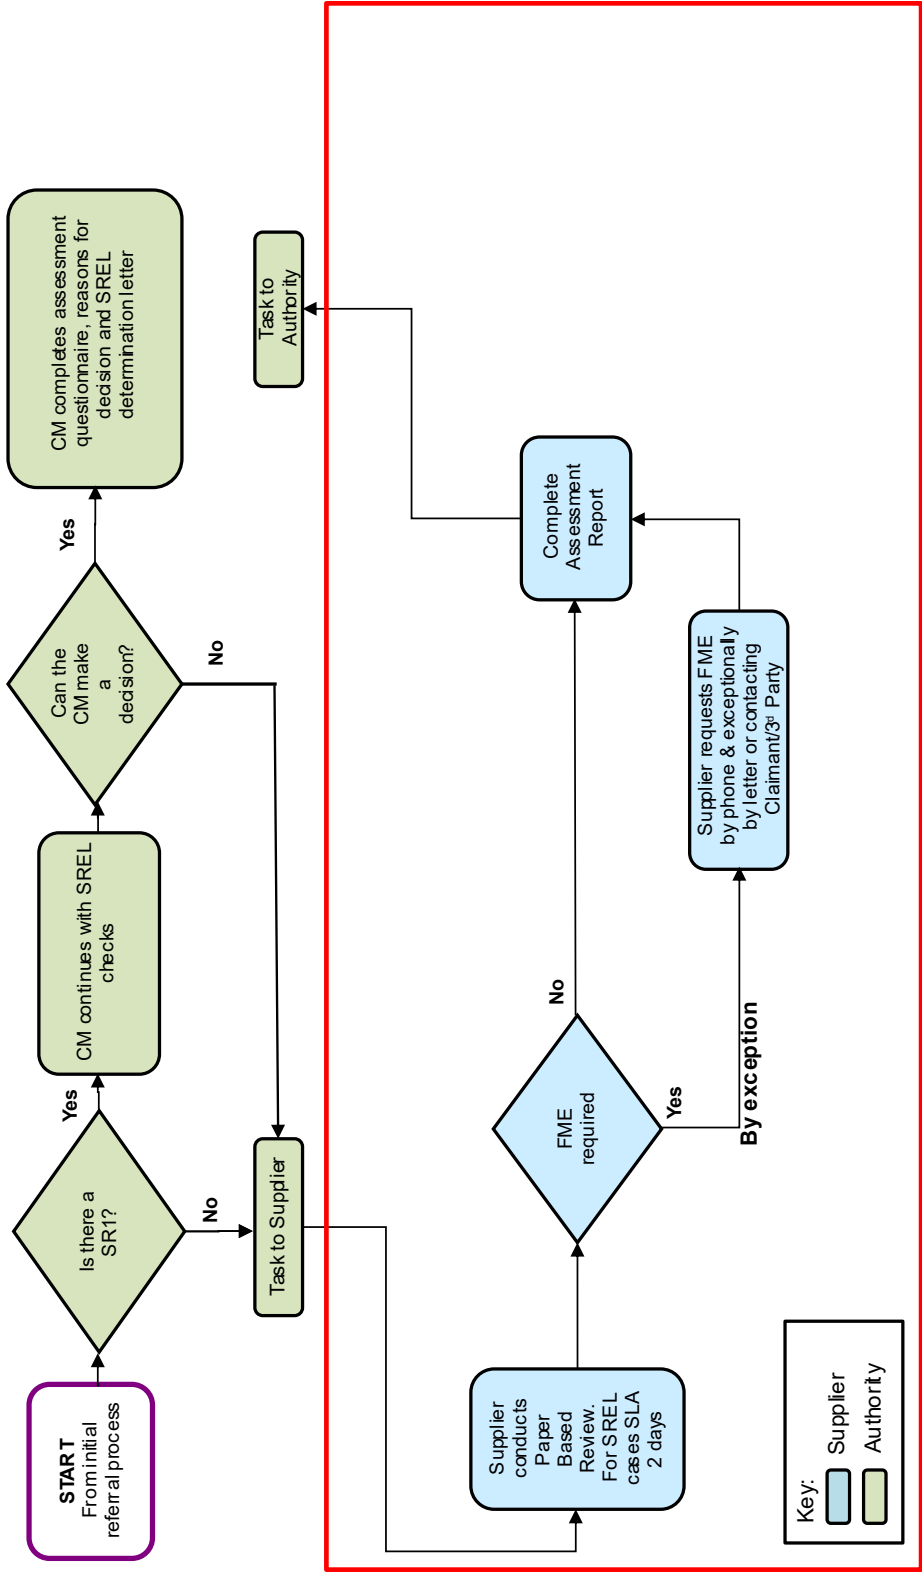 START
From initial
referral process
Is there a
SR1?
Yes
No
CM continues with SREL
checks
Can the
CM make
a
decision?
Yes
No
CM completes assessment
questionnaire, reasons for
decision and SREL
determination letter
Task to Supplier
Task to
Authority
Supplier
conducts
Paper
Based
Review.
For SREL
cases SLA
2 days
FME
required
No
Yes
By exception
Supplier requests FME
by phone & exceptionally
by letter or contacting
Claimant/3rd Party
Complete
Assessment
Report
Key:
Supplier
Authority